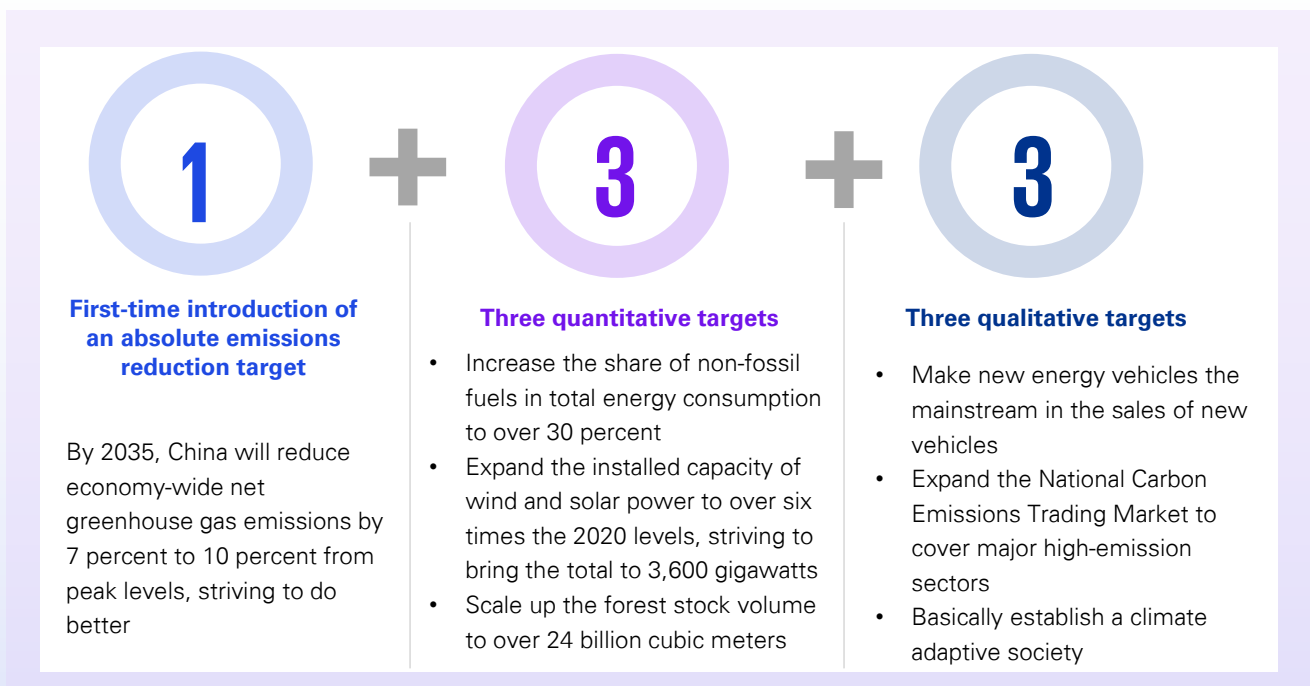 1
First-time introduction of
an absolute emissions
reduction target
By 2035, China will reduce
economy-wide net
greenhouse gas emissions by
7 percent to 10 percent from
peak levels, striving to do
better
3
Three quantitative targets
• Increase the share of non-fossil
fuels in total energy consumption
to over 30 percent
• Expand the installed capacity of
wind and solar power to over six
times the 2020 levels, striving to
bring the total to 3,600 gigawatts
• Scale up the forest stock volume
to over 24 billion cubic meters
3
Three qualitative targets
• Make new energy vehicles the
mainstream in the sales of new
vehicles
• Expand the National Carbon
Emissions Trading Market to
cover major high-emission
sectors
• Basically establish a climate
adaptive society